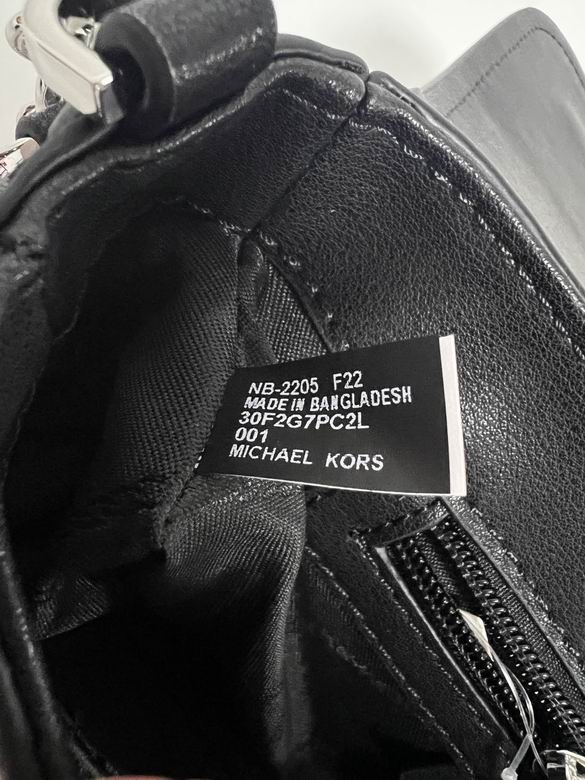 NB-2205 F22
MADE IN BANGLADESH
30F2G7PC2L
001
MICHAEL KORS